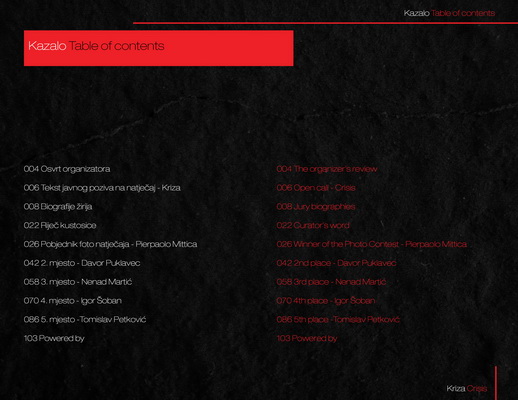 Kazalo Table of contents
Kazalo Table of contents
004 Osvrt organizatora
006 Tekst javnog poziva na natječaj - Kriza
008 Biografije žirija
022 Riječ kustosice
026 Pobjednik foto natječaja - Pierpaolo Mittica
042 2. mjesto - Davor Puklavec
058 3. mjesto - Nenad Martić
070 4. mjesto - Igor Šoban
086 5. mjesto -Tomislav Petković
103 Powered by
004 The organizer's review
006 Open call - Crisis
008 Jury biographies
022 Curator's word
026 Winner of the Photo Contest - Pierpaolo Mittica
042 2nd place - Davor Puklavec
058 3rd place - Nenad Martić
070 4th place - Igor Šoban
086 5th place -Tomislav Petković
103 Powered by
Kriza Crisis